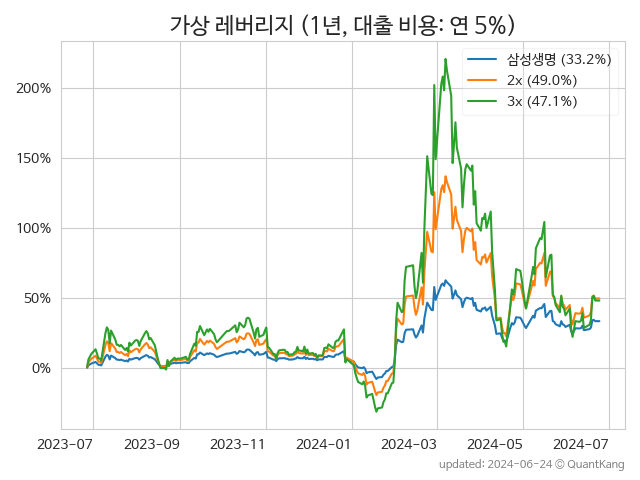 가상 레버리지 (1년, 대출 비용: 연 5%)
삼성생명 (33.2%)
2x (49.0%)
3x (47.1%)
200%
150%
100%
50%
0%
2023-07 2023-09 2023-11 2024-01 2024-03 2024-05 2024-07
updated: 2024-06-24 © QuantKang